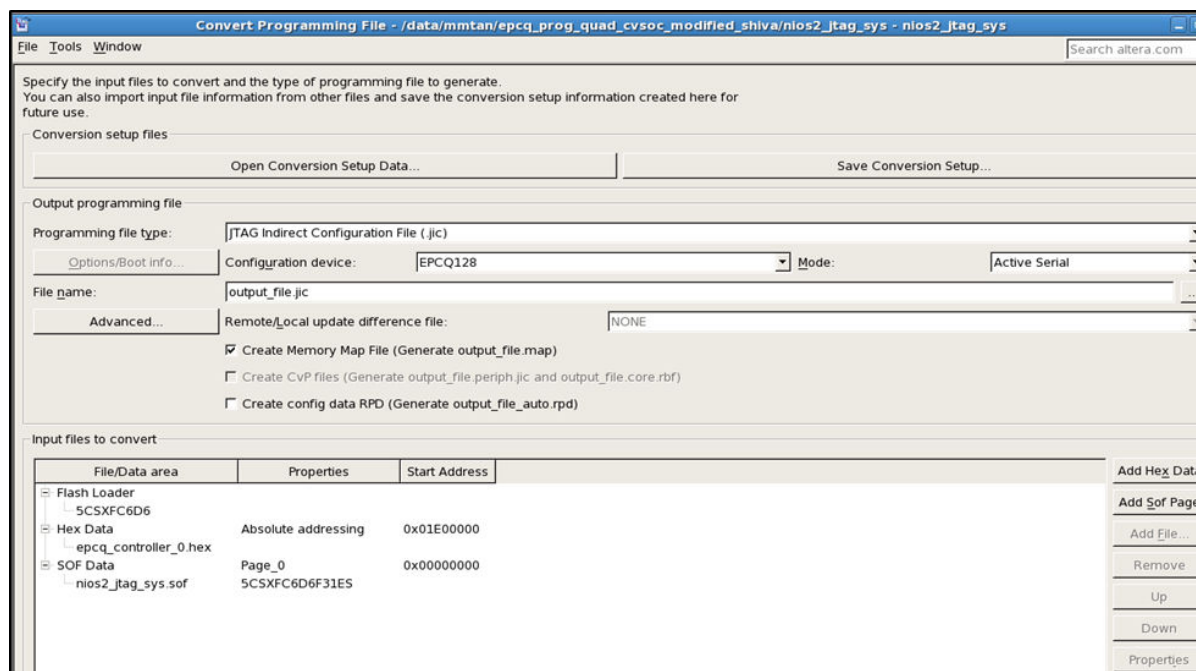 Convert Programming File - /data/mmtan/epcq_prog_quad_cvsoc_modified_shiva/nios2_jtag_sys - nios2_jtag_sys
File Tools Window
Search altera.com
Specify the input files to convert and the type of programming file to generate.
You can also import input file information from other files and save the conversion setup information created here for
future use.
Conversion setup files
Open Conversion Setup Data... Save Conversion Setup...
Output programming file
Programming file type: JTAG Indirect Configuration File (.jic)
Options/Boot info... Configuration device: EPCQ128 Mode: Active Serial
File name: output_file.jic ...
Advanced... Remote/Local update difference file: NONE
Create Memory Map File (Generate output_file.map)
Create CvP files (Generate output_file.periph.jic and output_file.core.rbf)
Create config data RPD (Generate output_file_auto.rpd)
Input files to convert
File/Data area Properties Start Address
Flash Loader
5CSXFC6D6
Hex Data Absolute addressing 0x01E00000
epcq_controller_0.hex
SOF Data Page_0 0x00000000
nios2_jtag_sys.sof 5CSXFC6D6F31ES
Add Hex Data
Add Sof Page
Add File...
Remove
Up
Down
Properties